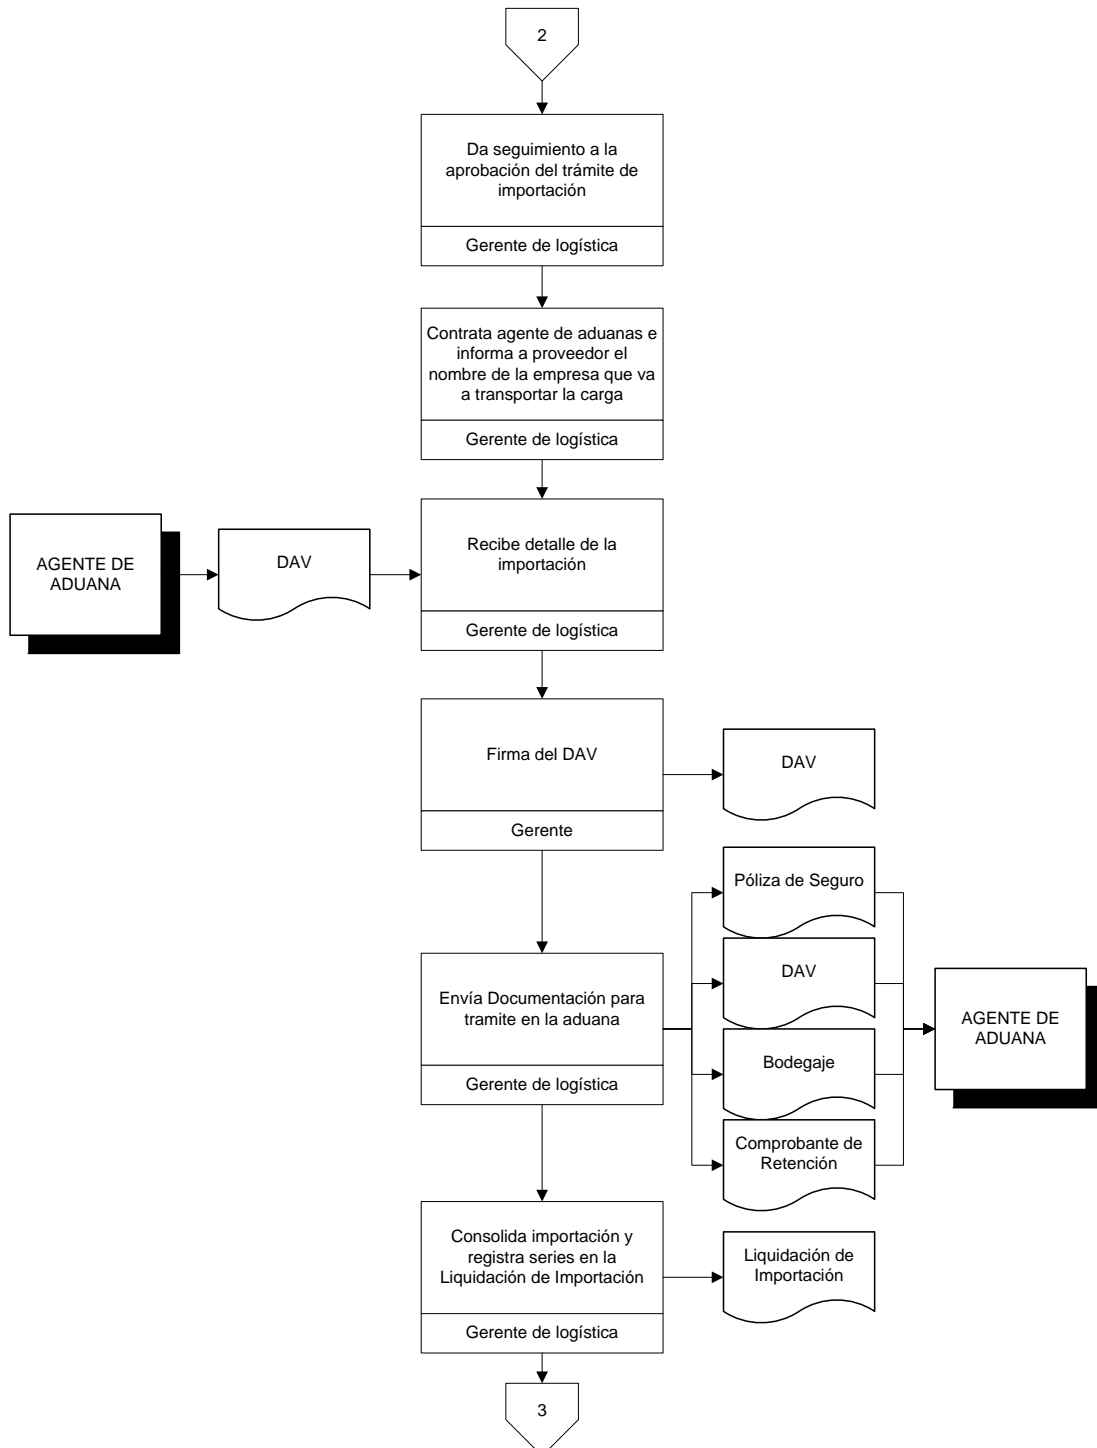 2
Da seguimiento a la
aprobación del trámite de
importación
Gerente de logística
Contrata agente de aduanas e
informa a proveedor el
nombre de la empresa que va
a transportar la carga
Gerente de logística
AGENTE DE
ADUANA
DAV
Recibe detalle de la
importación
Gerente de logística
Firma del DAV
Gerente
DAV
Envía Documentación para
tramite en la aduana
Gerente de logística
Póliza de Seguro
DAV
Bodegaje
Comprobante de
Retención
AGENTE DE
ADUANA
Consolida importación y
registra series en la
Liquidación de Importación
Gerente de logística
Liquidación de
Importación
3